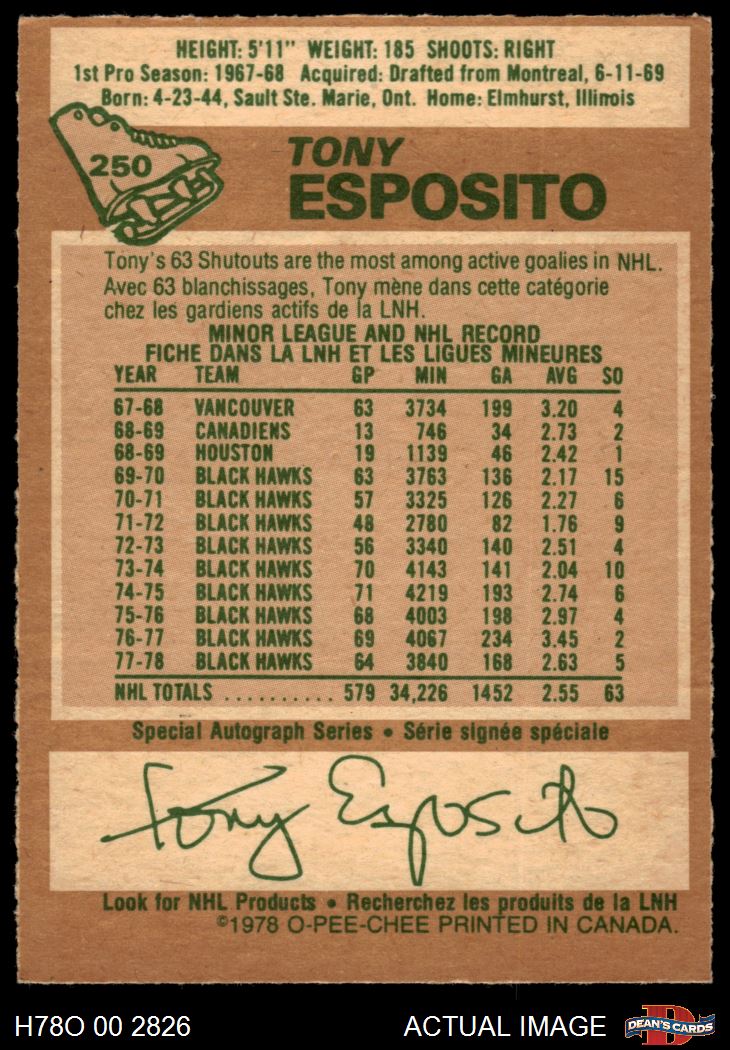 HEIGHT: 5'11" WEIGHT: 185 SHOOTS: RIGHT
1st Pro Season: 1967-68 Acquired: Drafted from Montreal, 6-11-69
Born: 4-23-44, Sault Ste. Marie, Ont. Home: Elmhurst, Illinois
250
TONY
ESPOSITO
Tony's 63 Shutouts are the most among active goalies in NHL.
Avec 63 blanchissages, Tony mène dans cette catégorie
chez les gardiens actifs de la LNH.
MINOR LEAGUE AND NHL RECORD
FICHE DANS LA LNH ET LES LIGUES MINEURES
YEAR TEAM GP MIN GA AVG SO
67-68 VANCOUVER 63 3734 199 3.20 4
68-69 CANADIENS 13 746 34 2.73 2
68-69 HOUSTON 19 1139 46 2.42 1
69-70 BLACK HAWKS 63 3763 136 2.17 15
70-71 BLACK HAWKS 57 3325 126 2.27 6
71-72 BLACK HAWKS 48 2780 82 1.76 9
72-73 BLACK HAWKS 56 3340 140 2.51 4
73-74 BLACK HAWKS 70 4143 141 2.04 10
74-75 BLACK HAWKS 71 4219 193 2.74 6
75-76 BLACK HAWKS 68 4003 198 2.97 4
76-77 BLACK HAWKS 69 4067 234 3.45 2
77-78 BLACK HAWKS 64 3840 168 2.63 5
NHL TOTALS .......... 579 34,226 1452 2.55 63
Special Autograph Series • Série signée spéciale
Tony Esposito
Look for NHL Products • Recherchez les produits de la LNH
©1978 O-PEE-CHEE PRINTED IN CANADA.
H78O 00 2826 ACTUAL IMAGE D DEAN'S CARDS